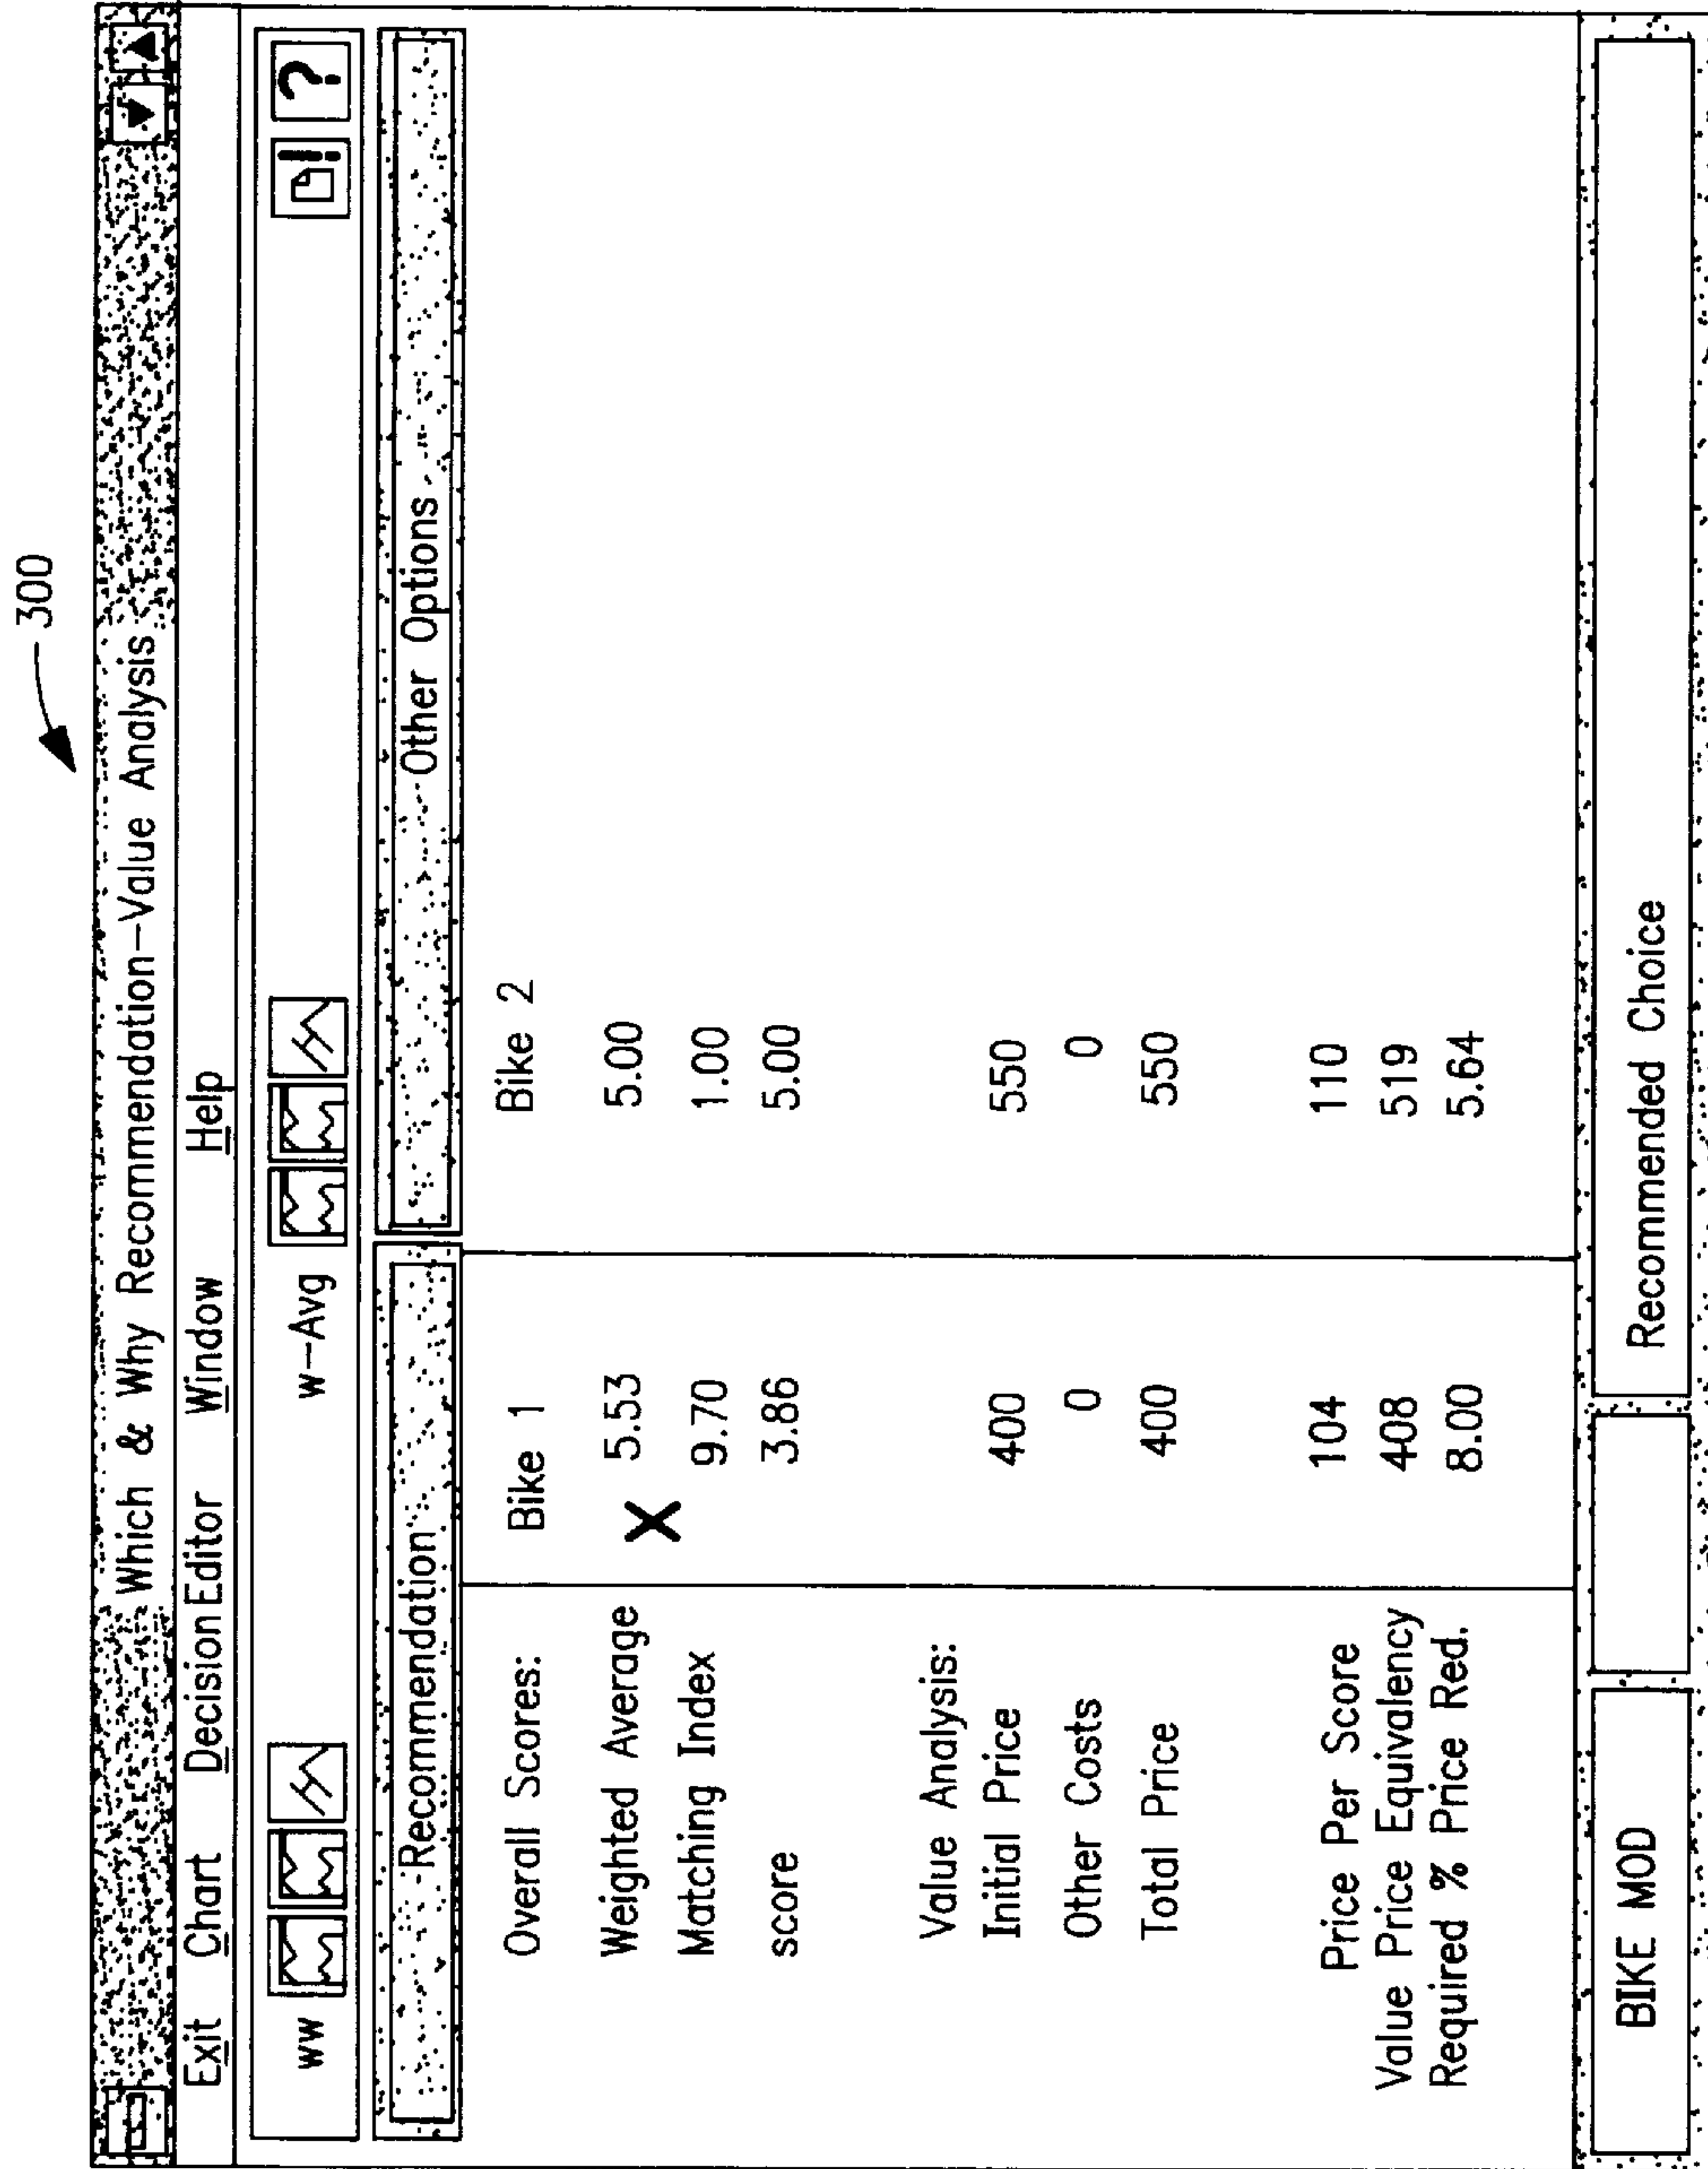 300
Which & Why Recommendation-Value Analysis
Exit Chart Decision Editor Window Help
ww w-Avg ! ?
Recommendation Other Options
Overall Scores: Bike 1 Bike 2
Weighted Average X 5.53 5.00
Matching Index 9.70 1.00
score 3.86 5.00
Value Analysis:
Initial Price 400 550
Other Costs 0 0
Total Price 400 550
Price Per Score 104 110
Value Price Equivalency 408 519
Required % Price Red. 8.00 5.64
BIKE MOD Recommended Choice